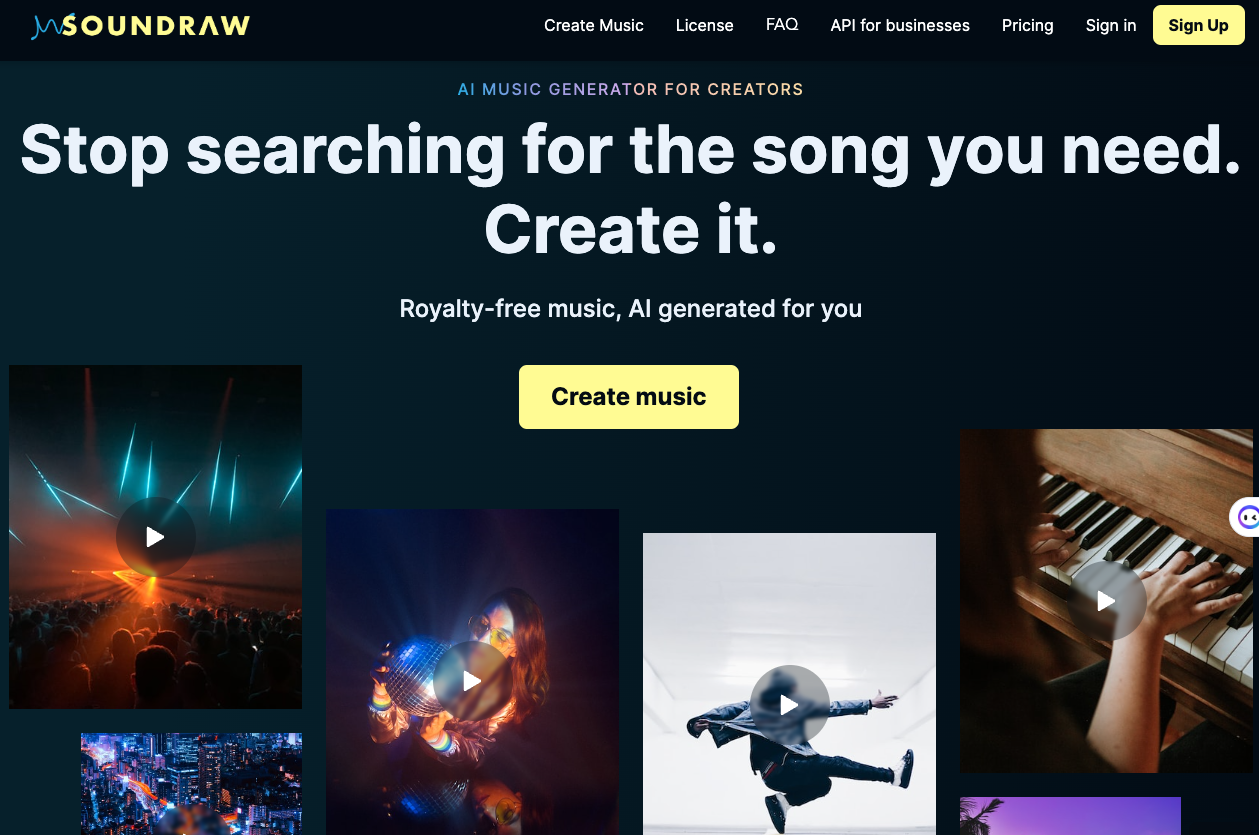 SOUNDRAW
Create Music
License
FAQ
API for businesses
Pricing
Sign in
Sign Up
AI MUSIC GENERATOR FOR CREATORS
Stop searching for the song you need.
Create it.
Royalty-free music, AI generated for you
Create music